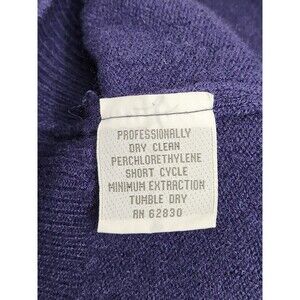 PROFESSIONALLY
DRY CLEAN
PERCHLORETHYLENE
SHORT CYCLE
MINIMUM EXTRACTION
TUMBLE DRY
RN 62830